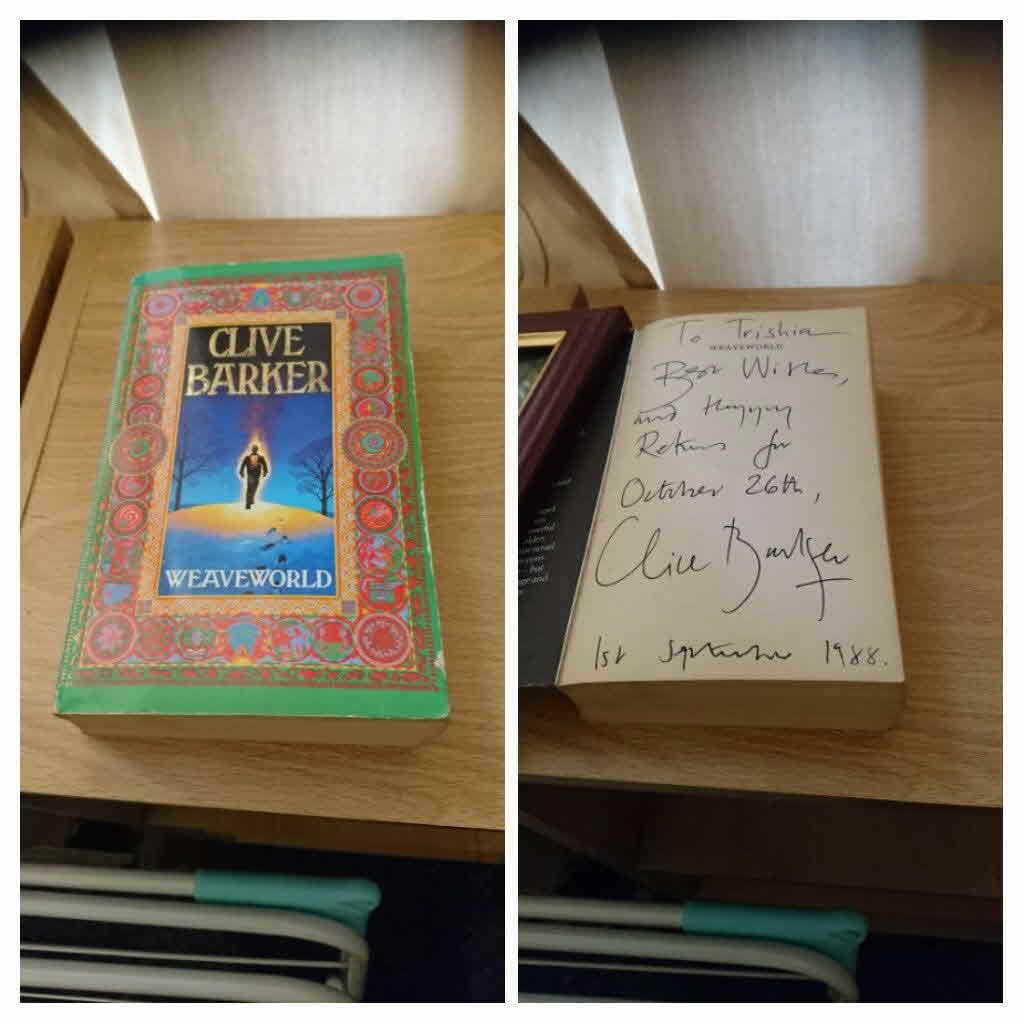 CLIVE
BARKER
WEAVEWORLD
To Trishia
WEAVEWORLD
Best Wishes,
and Happy
Returns for
October 26th,
Clive Barker
1st September 1988.